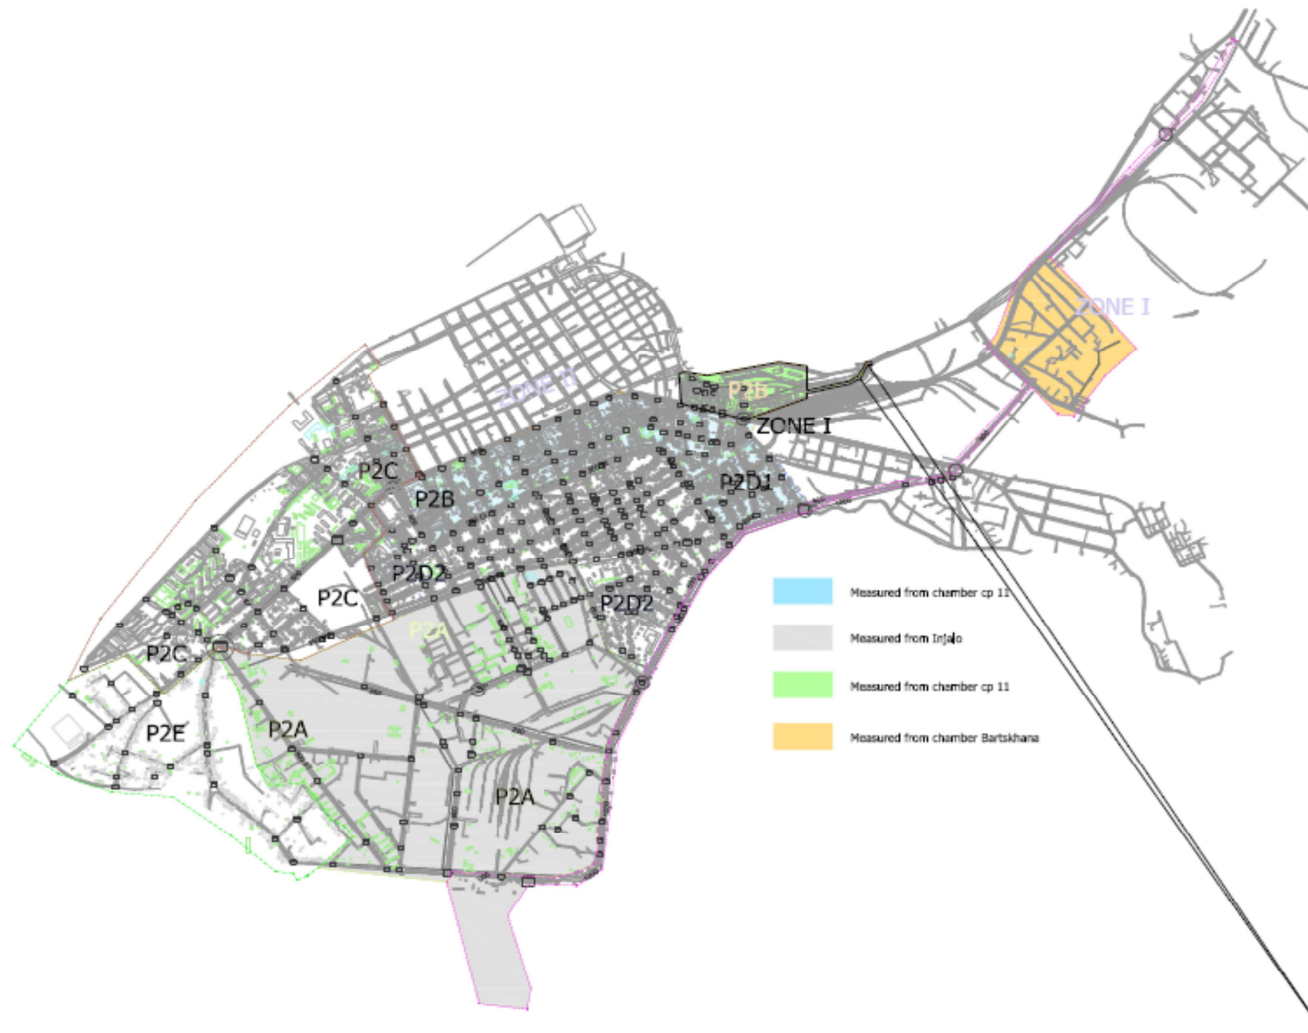 ZONE I
ZONE II
P2B
ZONE I
P2C
P2B
P2D1
P2D2
P2C
P2D2
P2A
P2C
P2E
P2A
P2A
Measured from chamber cp 11
Measured from Injalo
Measured from chamber cp 11
Measured from chamber Bartskhana